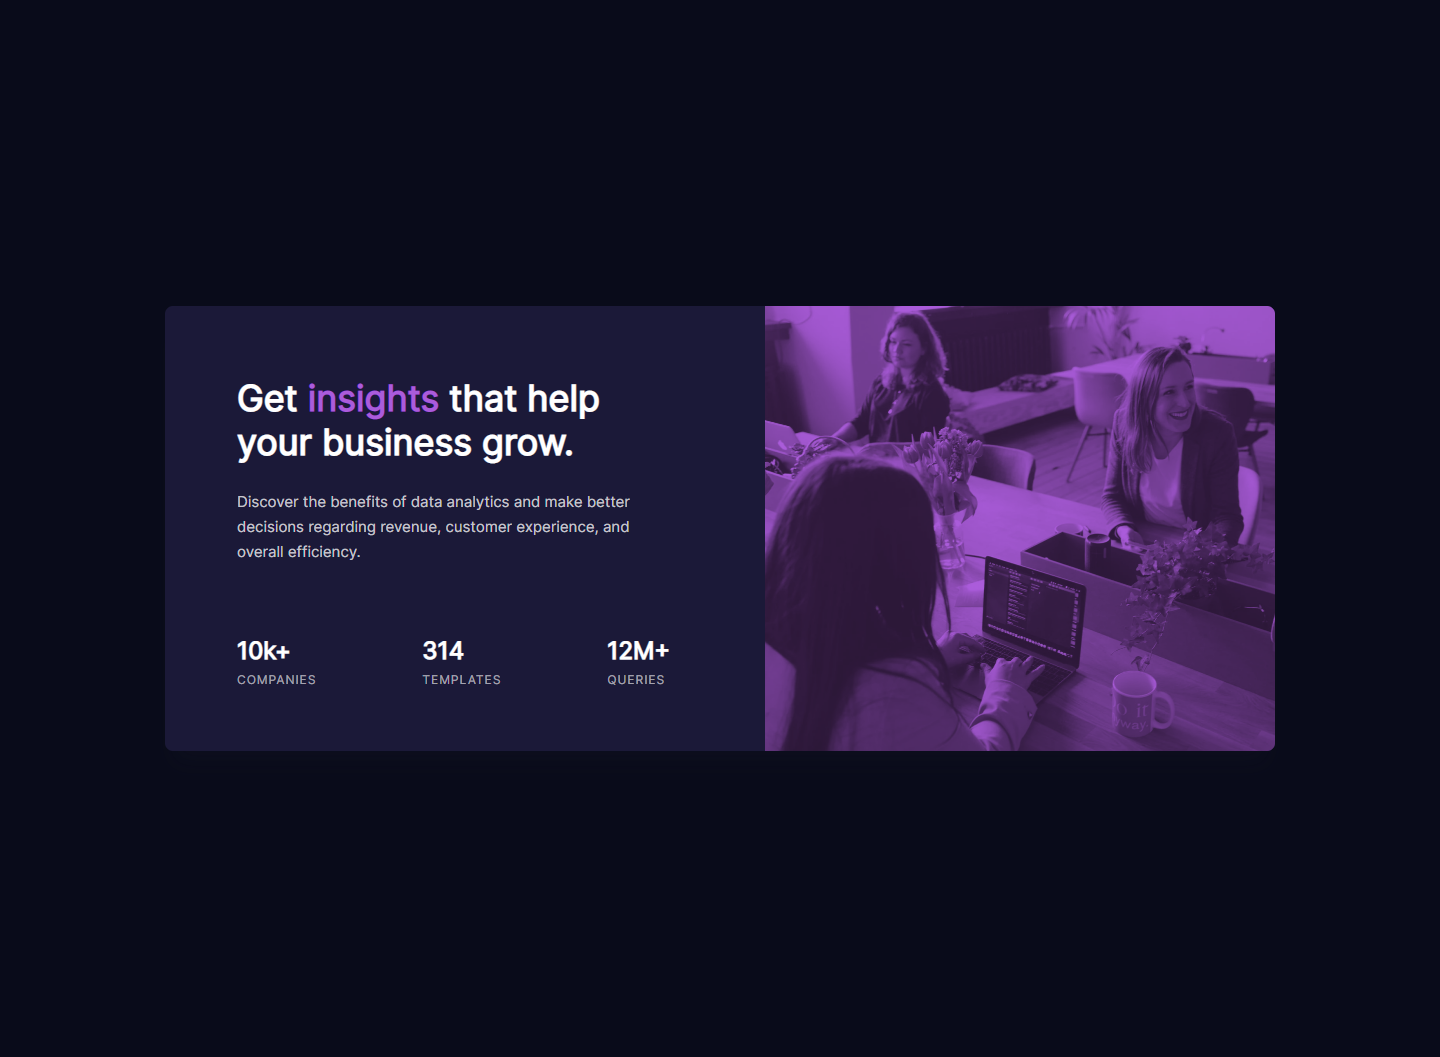 Get insights that help
your business grow.
Discover the benefits of data analytics and make better
decisions regarding revenue, customer experience, and
overall efficiency.
10k+ 314 12M+
COMPANIES TEMPLATES QUERIES